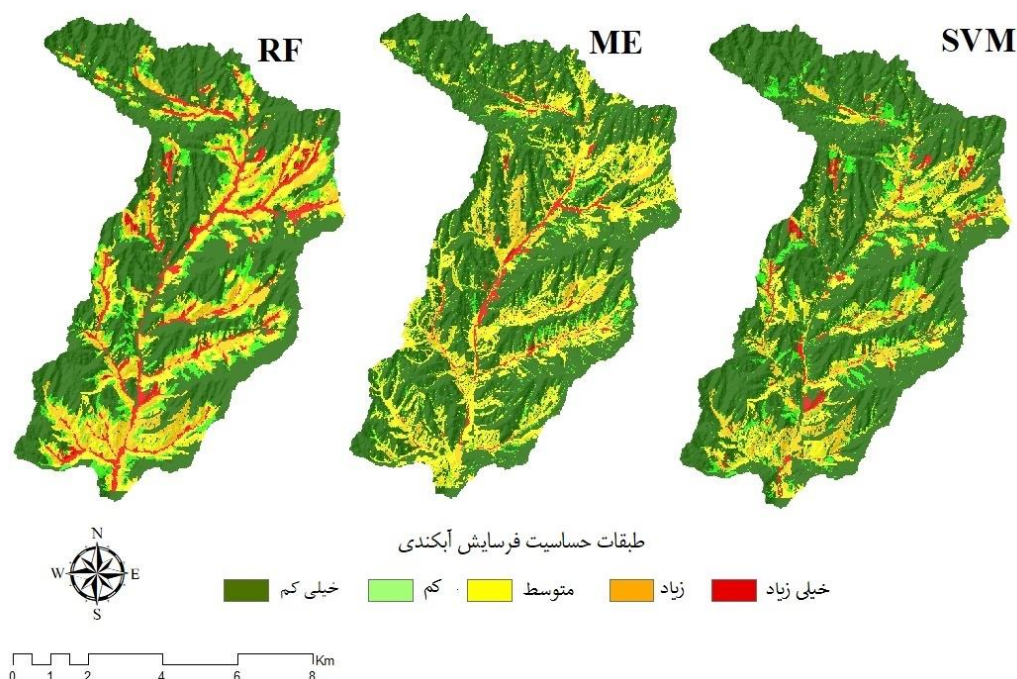 RF
ME
SVM
طبقات حساسیت فرسایش آبکندی
خیلی کم
کم
متوسط
زیاد
خیلی زیاد
N
W
E
S
Km
0 1 2 4 6 8